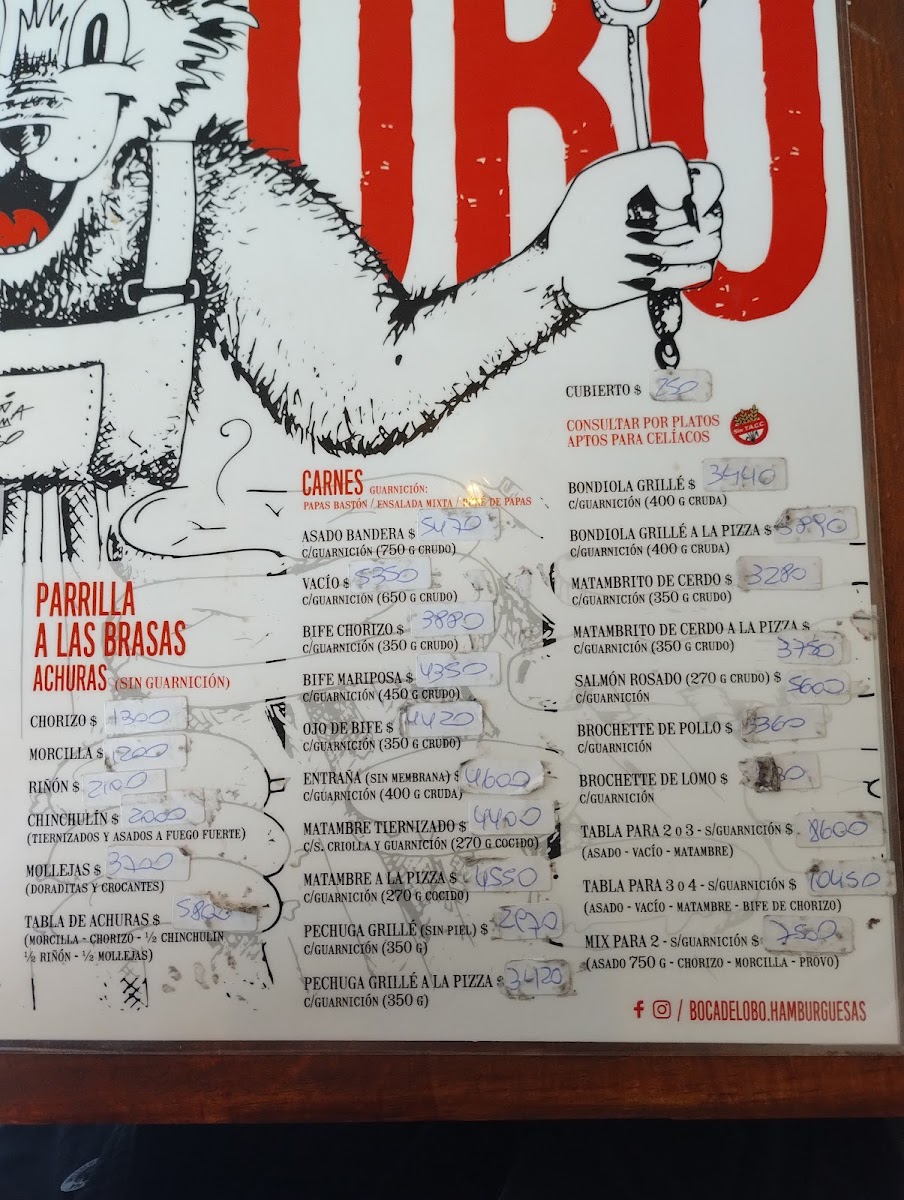 PARRILLA
A LAS BRASAS
ACHURAS (SIN GUARNICIÓN)
CHORIZO $ 1300
MORCILLA $ 1200
RIÑÓN $ 2100
CHINCHULÍN $ 2000
(TIERNIZADOS Y ASADOS A FUEGO FUERTE)
MOLLEJAS $ 3700
(DORADITAS Y CROCANTES)
TABLA DE ACHURAS $ 5800
(MORCILLA - CHORIZO - ½ CHINCHULIN
½ RIÑÓN - ½ MOLLEJAS)
CARNES GUARNICIÓN:
PAPAS BASTÓN / ENSALADA MIXTA / PURÉ DE PAPAS
ASADO BANDERA $ 5470
C/GUARNICIÓN (750 G CRUDO)
VACÍO $ 5350
C/GUARNICIÓN (650 G CRUDO)
BIFE CHORIZO $ 3880
C/GUARNICIÓN (350 G CRUDO)
BIFE MARIPOSA $ 4350
C/GUARNICIÓN (450 G CRUDO)
OJO DE BIFE $ 4420
C/GUARNICIÓN (350 G CRUDO)
ENTRAÑA (SIN MEMBRANA) $ 4600
C/GUARNICIÓN (400 G CRUDA)
MATAMBRE TIERNIZADO $ 4400
C/S. CRIOLLA Y GUARNICIÓN (270 G COCIDO)
MATAMBRE A LA PIZZA $ 4550
C/GUARNICIÓN (270 G COCIDO)
PECHUGA GRILLÉ (SIN PIEL) $ 2970
C/GUARNICIÓN (350 G)
PECHUGA GRILLÉ A LA PIZZA $ 3420
C/GUARNICIÓN (350 G)
CUBIERTO $ 250
CONSULTAR POR PLATOS
APTOS PARA CELÍACOS
Sin T.A.C.C.
BONDIOLA GRILLÉ $ 3440
C/GUARNICIÓN (400 G CRUDA)
BONDIOLA GRILLÉ A LA PIZZA $ 3890
C/GUARNICIÓN (400 G CRUDA)
MATAMBRITO DE CERDO $ 3280
C/GUARNICIÓN (350 G CRUDO)
MATAMBRITO DE CERDO A LA PIZZA $
C/GUARNICIÓN (350 G CRUDO) 3750
SALMÓN ROSADO (270 G CRUDO) $ 5600
C/GUARNICIÓN
BROCHETTE DE POLLO $ 3360
C/GUARNICIÓN
BROCHETTE DE LOMO $
C/GUARNICIÓN
TABLA PARA 2 O 3 - S/GUARNICIÓN $ 8600
(ASADO - VACÍO - MATAMBRE)
TABLA PARA 3 O 4 - S/GUARNICIÓN $ 10450
(ASADO - VACÍO - MATAMBRE - BIFE DE CHORIZO)
MIX PARA 2 - S/GUARNICIÓN $ 7500
(ASADO 750 G - CHORIZO - MORCILLA - PROVO)
/ BOCADELOBO.HAMBURGUESAS